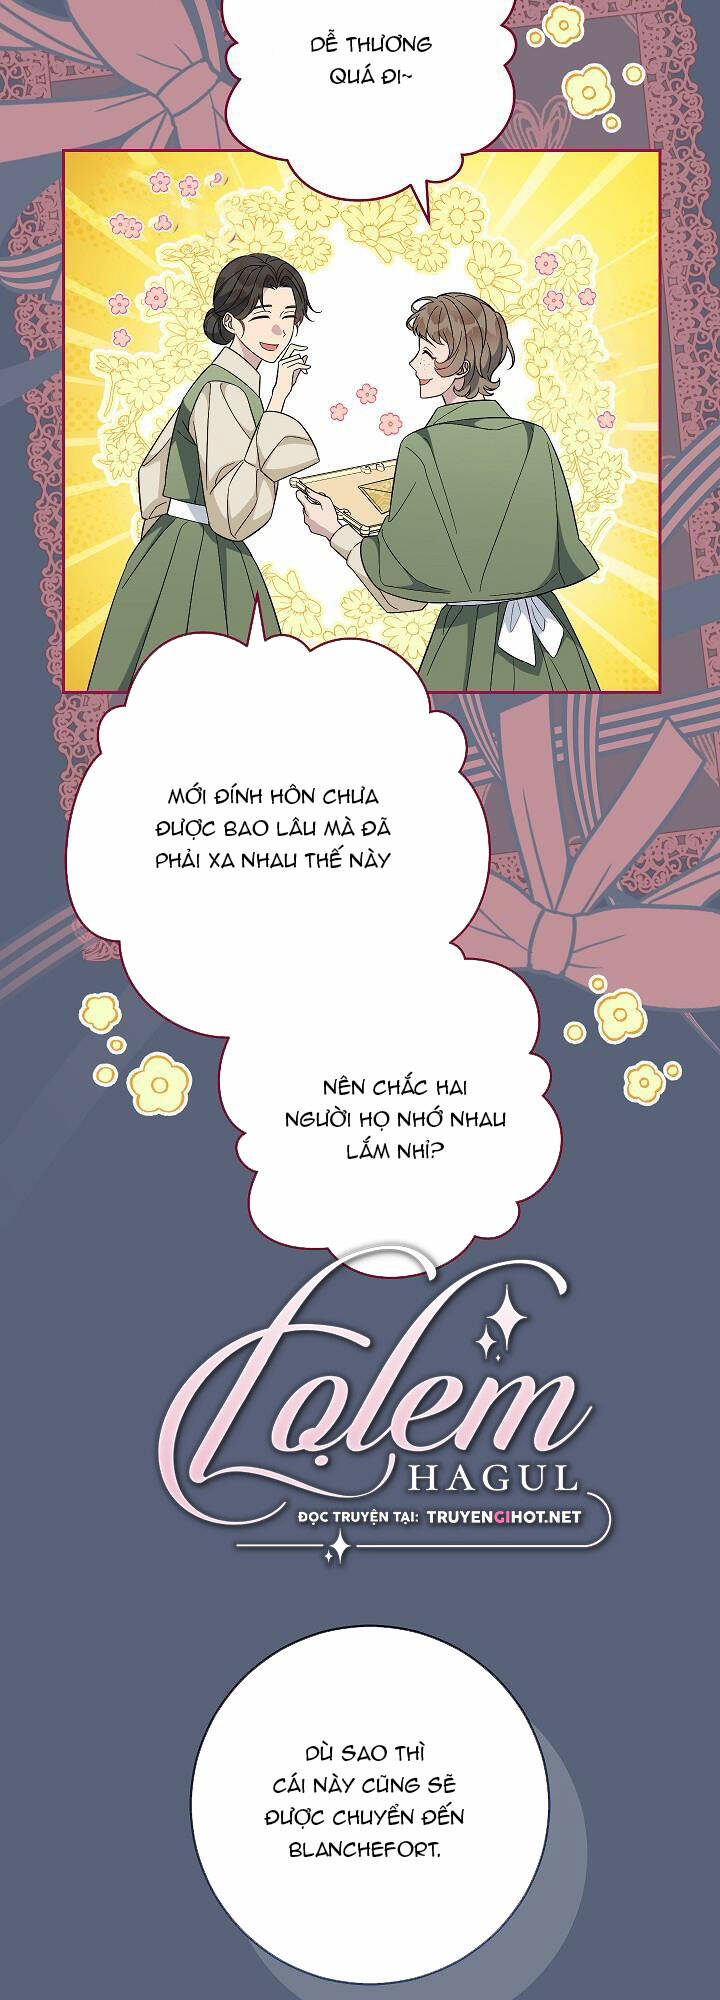 DỄ THƯƠNG
QUÁ ĐI~
MỚI ĐÍNH HÔN CHƯA
ĐƯỢC BAO LÂU MÀ ĐÃ
PHẢI XA NHAU THẾ NÀY
NÊN CHẮC HAI
NGƯỜI HỌ NHỚ NHAU
LẮM NHỈ?
Lọlem
HAGUL
ĐỌC TRUYỆN TẠI: TRUYENGIHOT.NET
DÙ SAO THÌ
CÁI NÀY CŨNG SẼ
ĐƯỢC CHUYỂN ĐẾN
BLANCHEFORT.